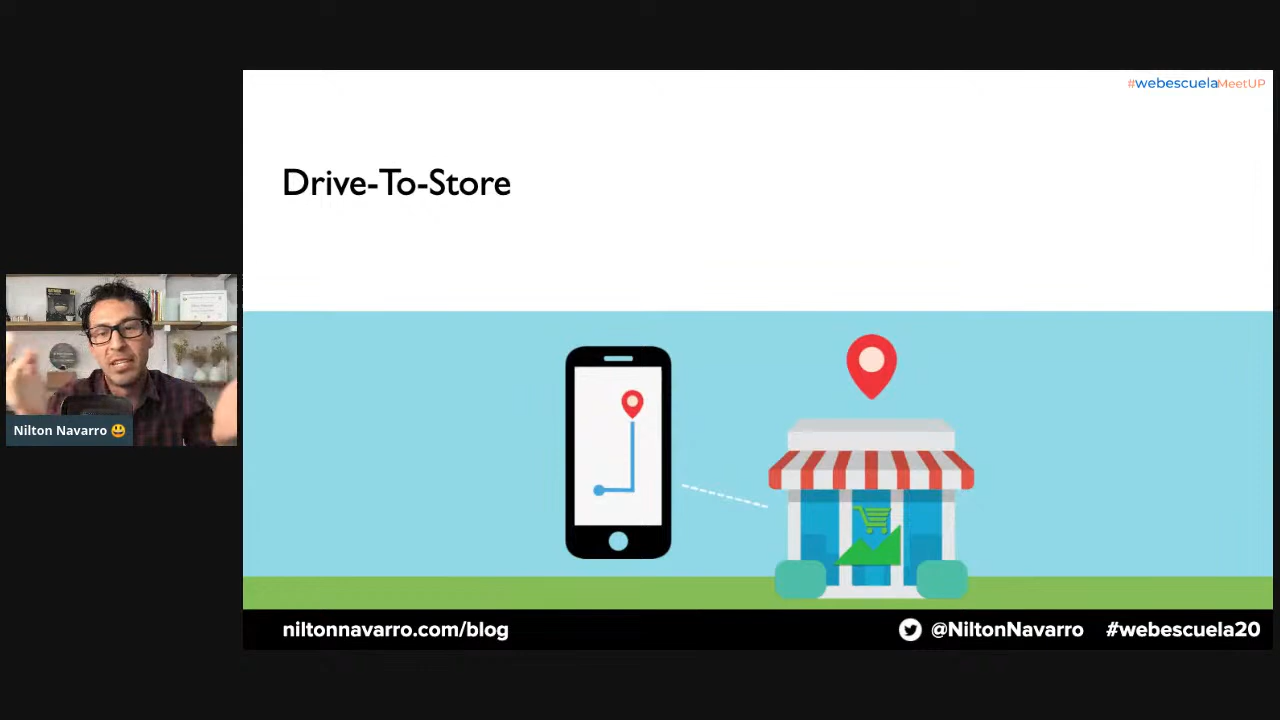 #webescuelaMeetUP
Drive-To-Store
Nilton Navarro 😃
niltonnavarro.com/blog
@NiltonNavarro #webescuela20